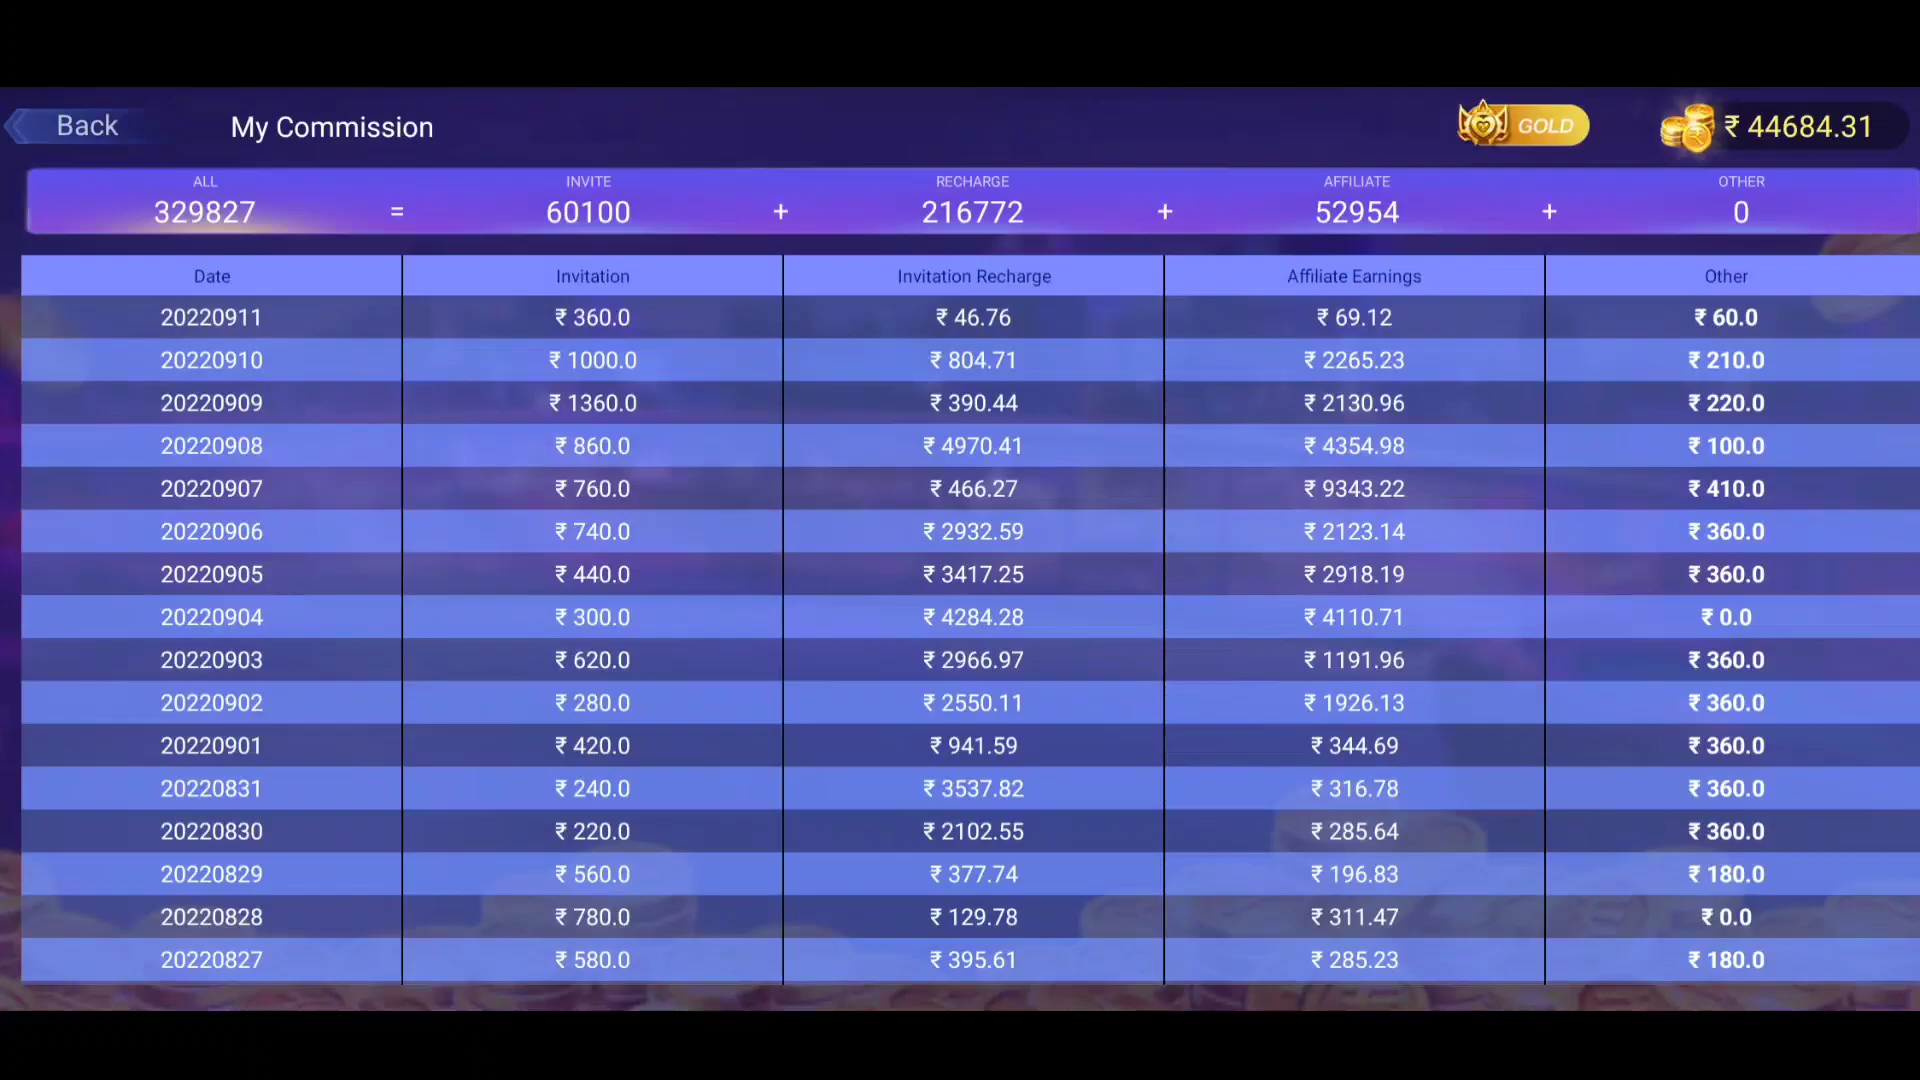 Back My Commission GOLD ₹ 44684.31
ALL INVITE RECHARGE AFFILIATE OTHER
329827 = 60100 + 216772 + 52954 + 0
Date Invitation Invitation Recharge Affiliate Earnings Other
20220911 ₹ 360.0 ₹ 46.76 ₹ 69.12 ₹ 60.0
20220910 ₹ 1000.0 ₹ 804.71 ₹ 2265.23 ₹ 210.0
20220909 ₹ 1360.0 ₹ 390.44 ₹ 2130.96 ₹ 220.0
20220908 ₹ 860.0 ₹ 4970.41 ₹ 4354.98 ₹ 100.0
20220907 ₹ 760.0 ₹ 466.27 ₹ 9343.22 ₹ 410.0
20220906 ₹ 740.0 ₹ 2932.59 ₹ 2123.14 ₹ 360.0
20220905 ₹ 440.0 ₹ 3417.25 ₹ 2918.19 ₹ 360.0
20220904 ₹ 300.0 ₹ 4284.28 ₹ 4110.71 ₹ 0.0
20220903 ₹ 620.0 ₹ 2966.97 ₹ 1191.96 ₹ 360.0
20220902 ₹ 280.0 ₹ 2550.11 ₹ 1926.13 ₹ 360.0
20220901 ₹ 420.0 ₹ 941.59 ₹ 344.69 ₹ 360.0
20220831 ₹ 240.0 ₹ 3537.82 ₹ 316.78 ₹ 360.0
20220830 ₹ 220.0 ₹ 2102.55 ₹ 285.64 ₹ 360.0
20220829 ₹ 560.0 ₹ 377.74 ₹ 196.83 ₹ 180.0
20220828 ₹ 780.0 ₹ 129.78 ₹ 311.47 ₹ 0.0
20220827 ₹ 580.0 ₹ 395.61 ₹ 285.23 ₹ 180.0